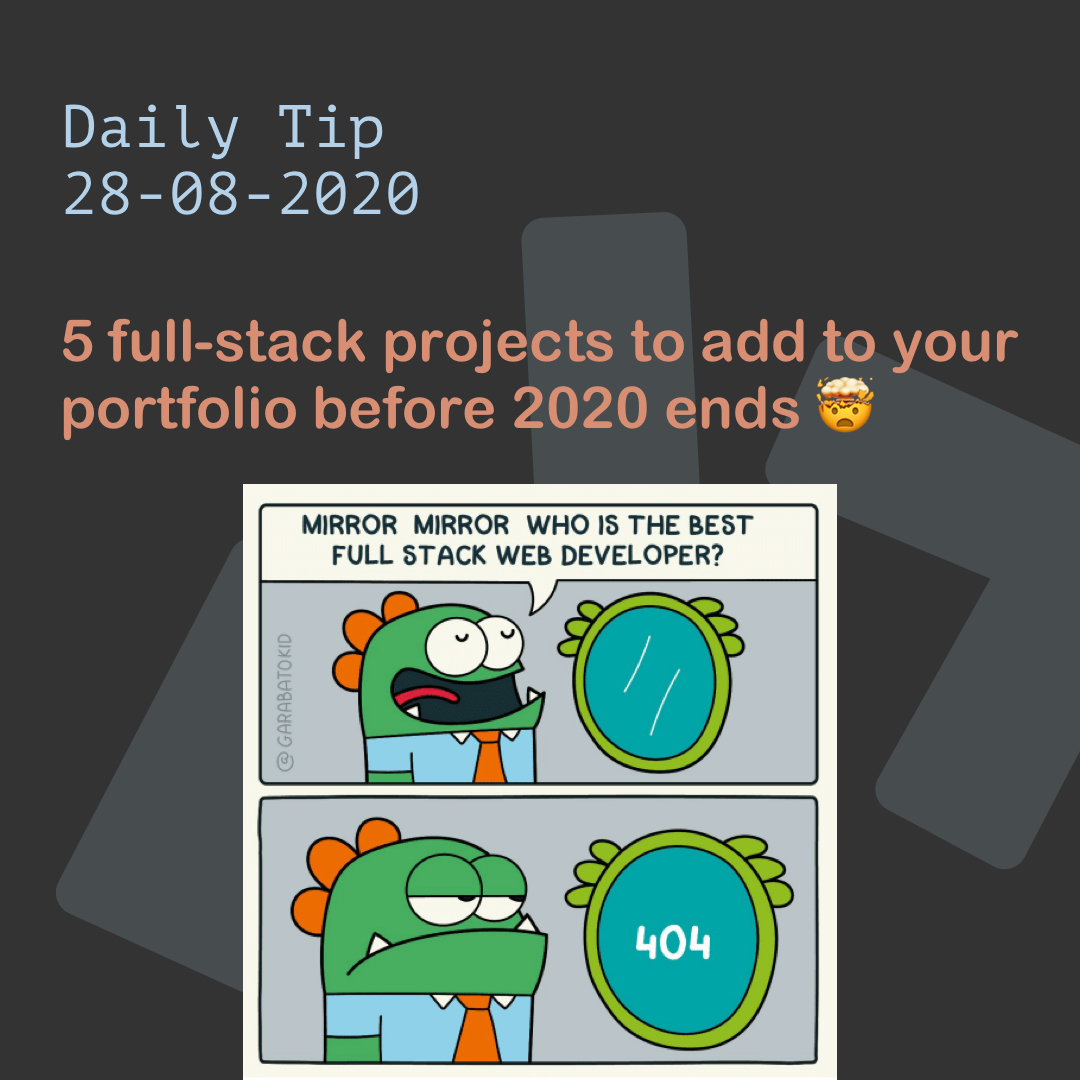 Daily Tip
28-08-2020
5 full-stack projects to add to your
portfolio before 2020 ends 🤯
MIRROR MIRROR WHO IS THE BEST
FULL STACK WEB DEVELOPER?
@GARABATOKID
404